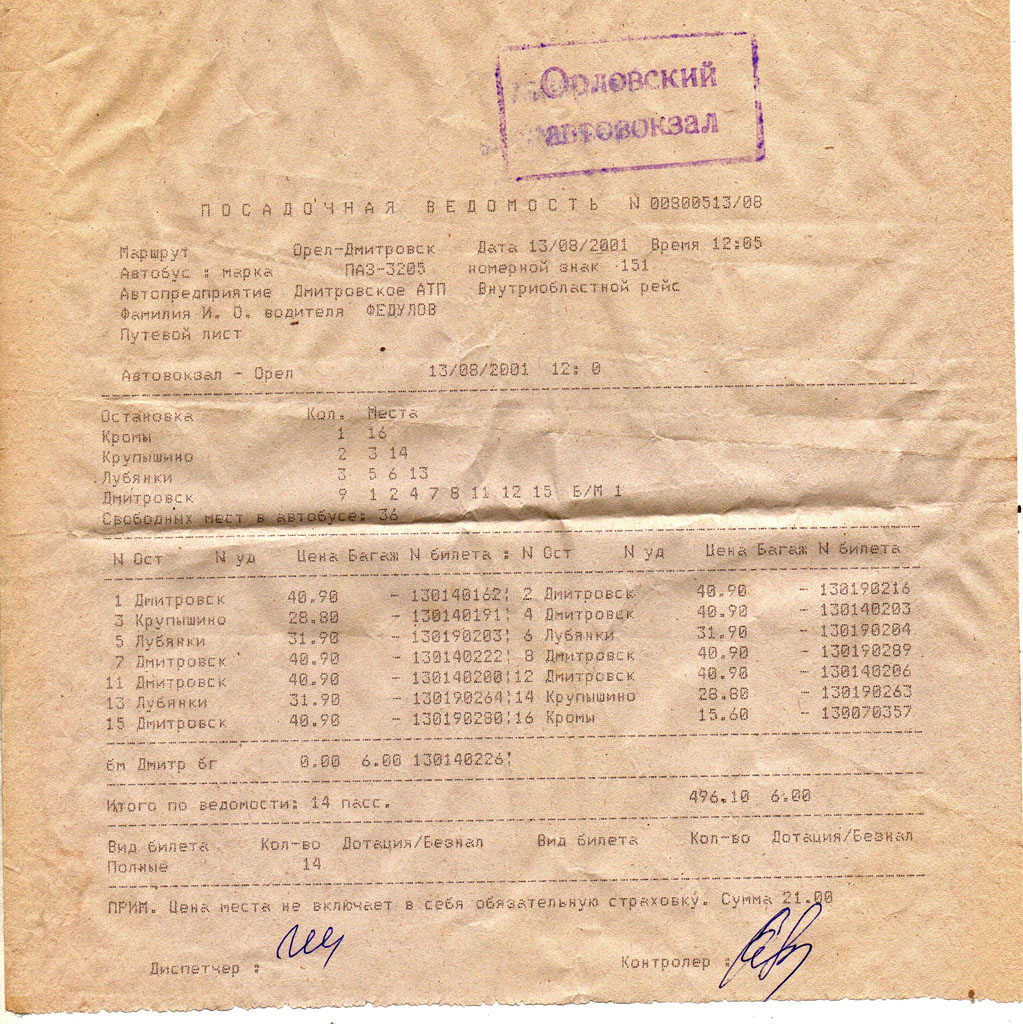 Орловский
автовокзал
ПОСАДОЧНАЯ ВЕДОМОСТЬ N 00800513/08
Маршрут Орел-Дмитровск Дата 13/08/2001 Время 12:05
Автобус : марка ПАЗ-3205 номерной знак 151
Автопредприятие Дмитровское АТП Внутриобластной рейс
Фамилия И. О. водителя ФЕДУЛОВ
Путевой лист
Автовокзал - Орел 13/08/2001 12: 0
Остановка Кол. Места
Кромы 1 16
Крупышино 2 3 14
Лубянки 3 5 6 13
Дмитровск 9 1 2 4 7 8 11 12 15 Б/М 1
Свободных мест в автобусе: 36
N Ост N уд Цена Багаж N билета : N Ост N уд Цена Багаж N билета
1 Дмитровск 40.90 - 130140162¦ 2 Дмитровск 40.90 - 130190216
3 Крупышино 28.80 - 130140191¦ 4 Дмитровск 40.90 - 130140203
5 Лубянки 31.90 - 130190203¦ 6 Лубянки 31.90 - 130190204
7 Дмитровск 40.90 - 130140222¦ 8 Дмитровск 40.90 - 130190289
11 Дмитровск 40.90 - 130140200¦12 Дмитровск 40.90 - 130140206
13 Лубянки 31.90 - 130190264¦14 Крупышино 28.80 - 130190263
15 Дмитровск 40.90 - 130190280¦16 Кромы 15.60 - 130070357
бм Дмитр бг 0.00 6.00 130140226¦
Итого по ведомости: 14 пасс. 496.10 6.00
Вид билета Кол-во Дотация/Безнал Вид билета Кол-во Дотация/Безнал
Полные 14
ПРИМ. Цена места не включает в себя обязательную страховку. Сумма 21.00
Диспетчер : Контролер :